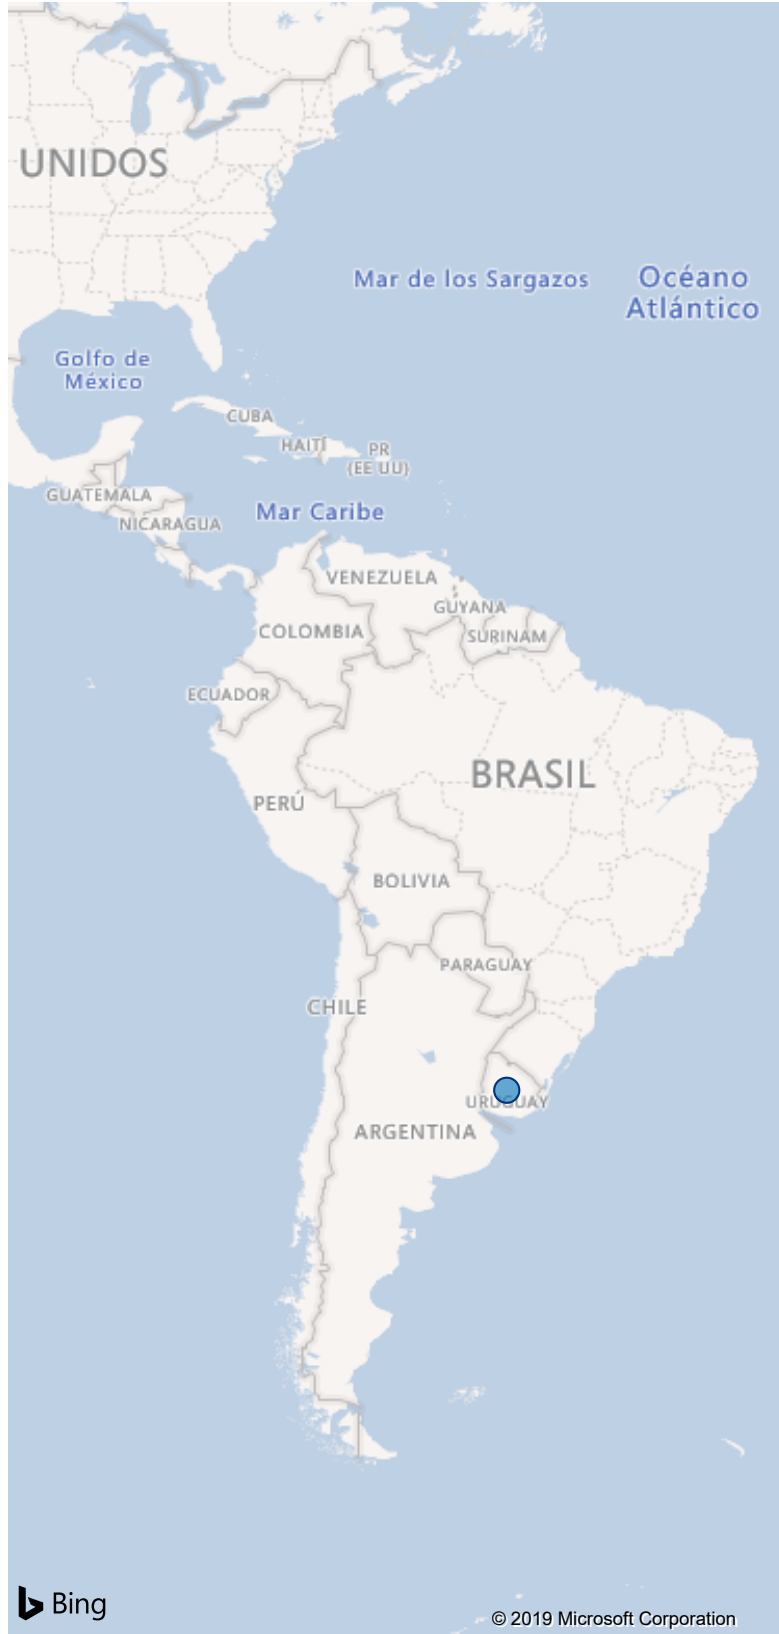 UNIDOS
Mar de los Sargazos
Océano
Atlántico
Golfo de
México
CUBA
HAITÍ
PR
(EE UU)
GUATEMALA
Mar Caribe
NICARAGUA
VENEZUELA
GUYANA
COLOMBIA
SURINAM
ECUADOR
BRASIL
PERÚ
BOLIVIA
PARAGUAY
CHILE
URUGUAY
ARGENTINA
Bing
© 2019 Microsoft Corporation